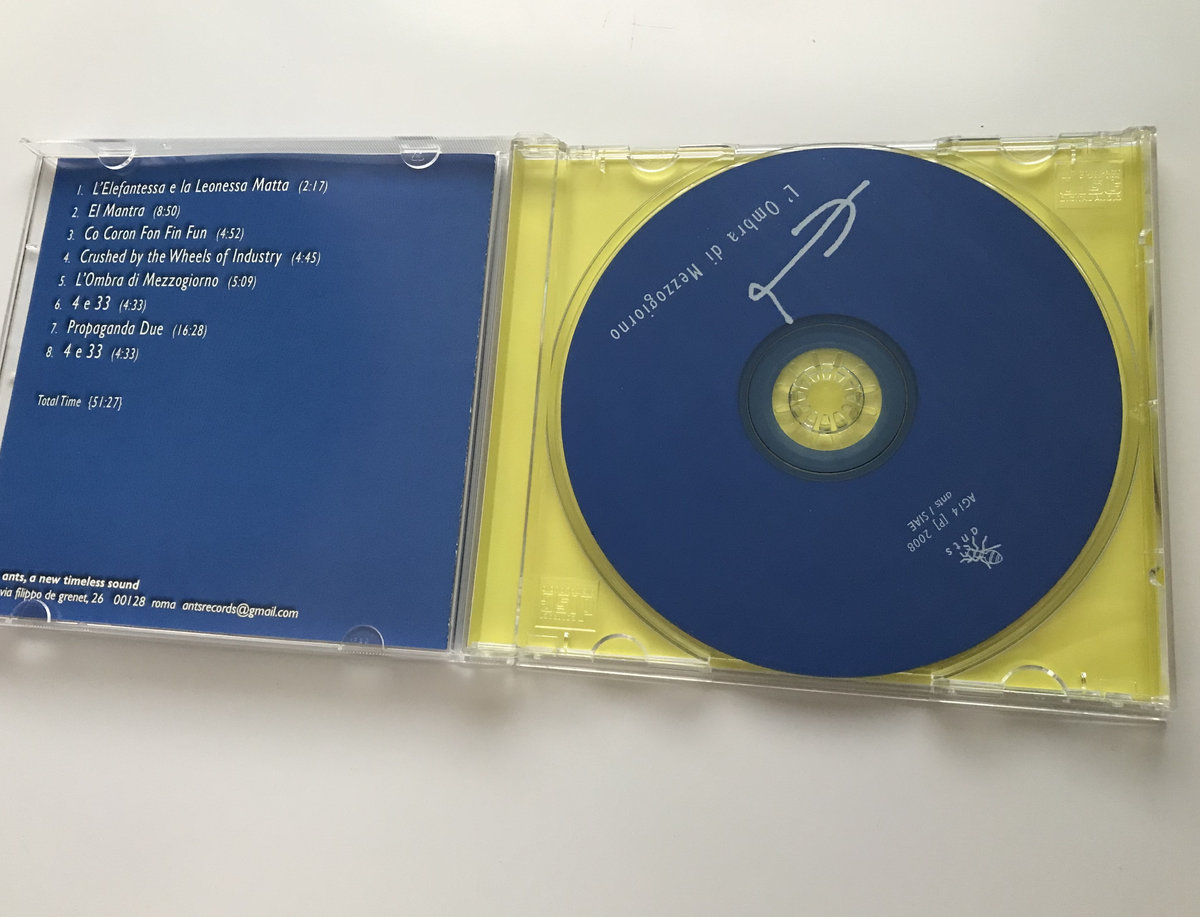 1. L'Elefantessa e la Leonessa Matta (2:17)
2. El Mantra (8:50)
3. Co Coron Fon Fin Fun (4:52)
4. Crushed by the Wheels of Industry (4:45)
5. L'Ombra di Mezzogiorno (5:09)
6. 4 e 33 (4:33)
7. Propaganda Due (16:28)
8. 4 e 33 (4:33)
Total Time {51:27}
ants, a new timeless sound
via filippo de grenet, 26 00128 roma antsrecords@gmail.com
L'Ombra di Mezzogiorno
AG14 [P] 2008
ants / SIAE
ants